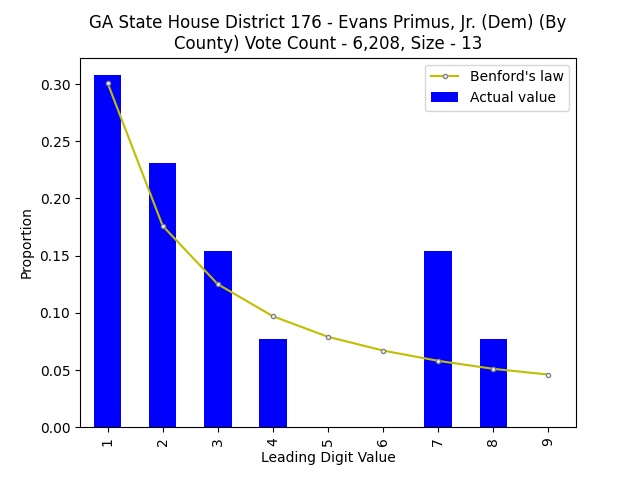 GA State House District 176 - Evans Primus, Jr. (Dem) (By
County) Vote Count - 6,208, Size - 13
Benford's law
Actual value
0.30
0.25
0.20
0.15
0.10
0.05
0.00
Proportion
1 2 3 4 5 6 7 8 9
Leading Digit Value